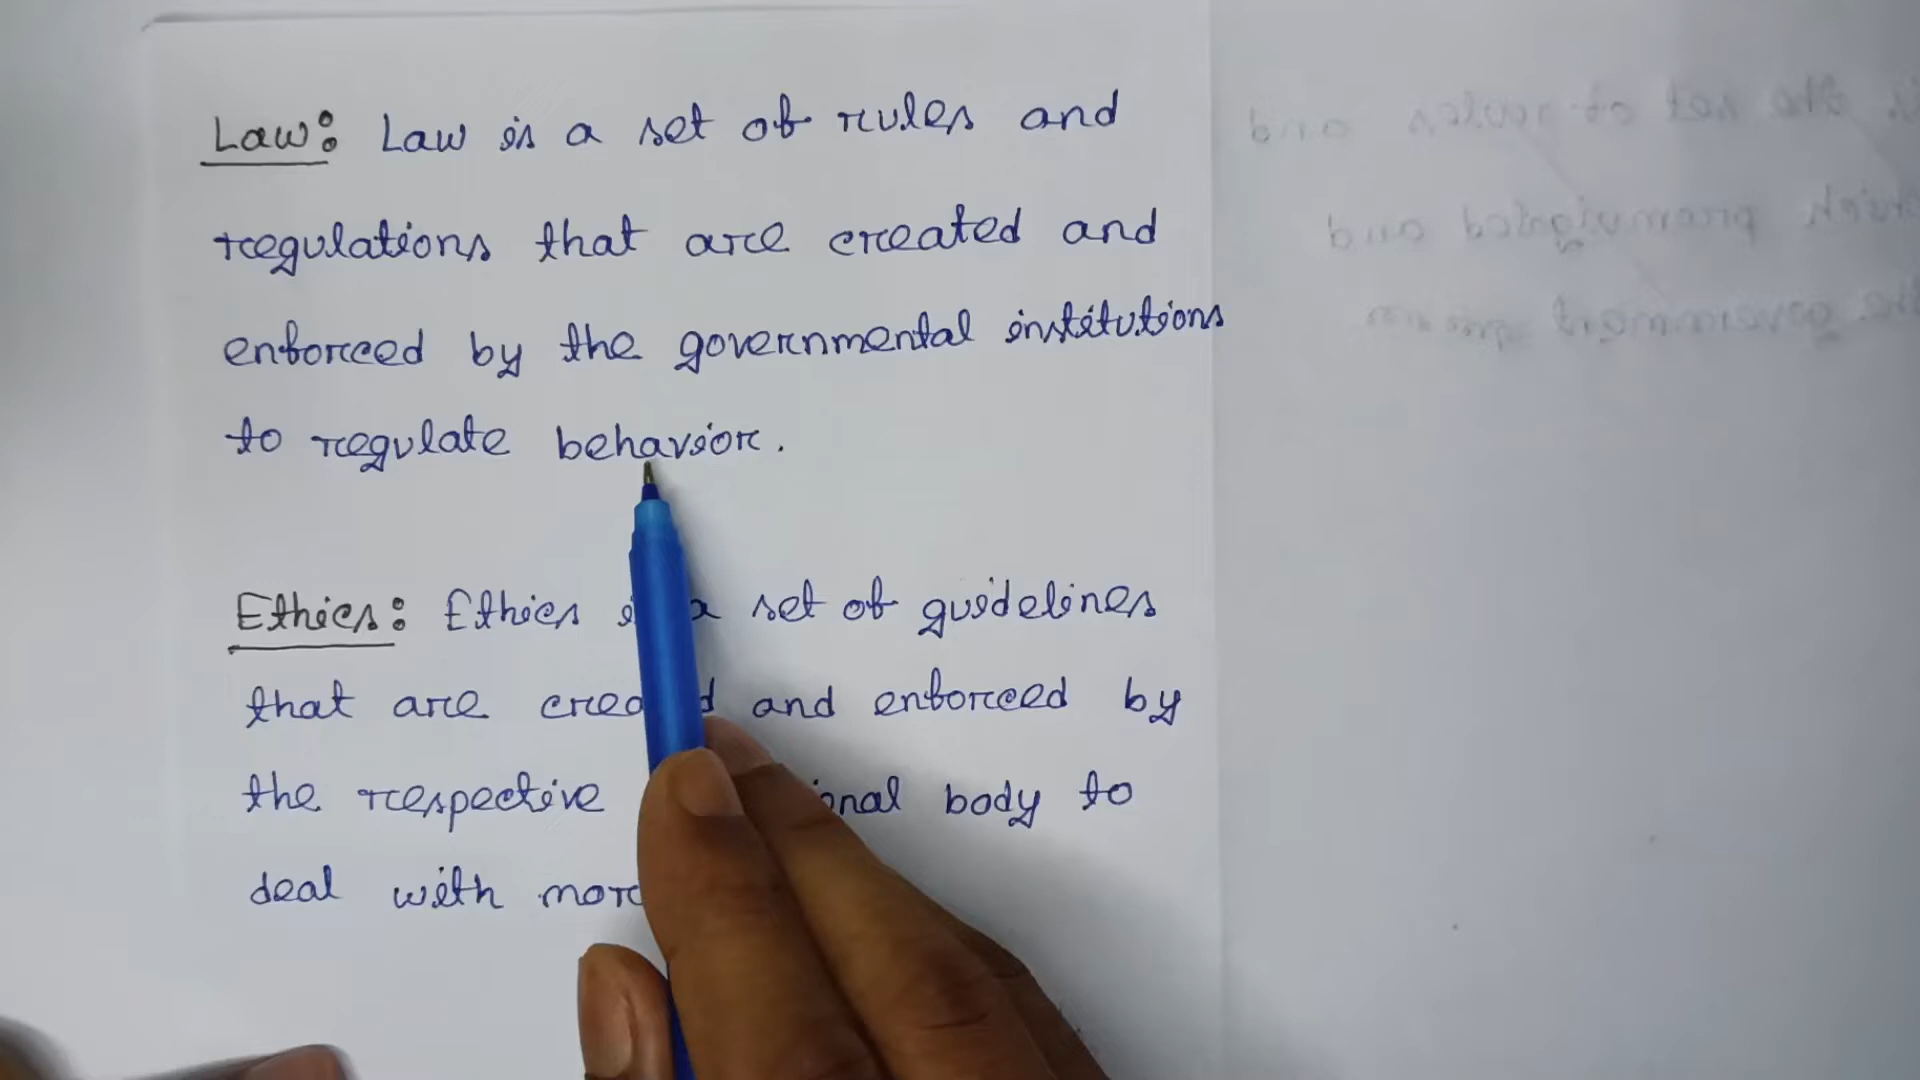 Law: Law is a set of rules and
regulations that are created and
enforced by the governmental institutions
to regulate behavior.
Ethics: Ethics a set of guidelines
that are and enforced by
the respective body to
deal with